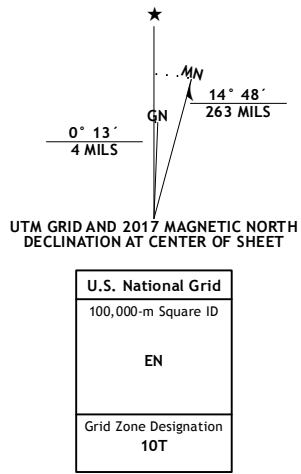 ★
MN
14° 48´
263 MILS
GN
0° 13´
4 MILS
UTM GRID AND 2017 MAGNETIC NORTH
DECLINATION AT CENTER OF SHEET
U.S. National Grid
100,000-m Square ID
EN
Grid Zone Designation
10T